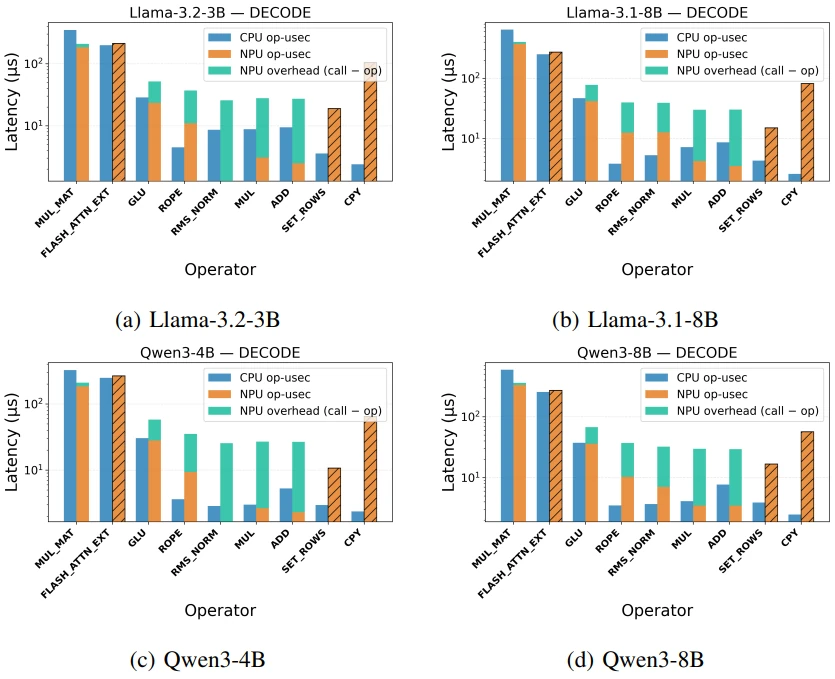 Llama-3.2-3B — DECODE
CPU op-usec
NPU op-usec
NPU overhead (call − op)
Latency (µs)
10²
10¹
MUL_MAT
FLASH_ATTN_EXT
GLU
ROPE
RMS_NORM
MUL
ADD
SET_ROWS
CPY
Operator
(a) Llama-3.2-3B
Llama-3.1-8B — DECODE
CPU op-usec
NPU op-usec
NPU overhead (call − op)
Latency (µs)
10²
10¹
MUL_MAT
FLASH_ATTN_EXT
GLU
ROPE
RMS_NORM
MUL
ADD
SET_ROWS
CPY
Operator
(b) Llama-3.1-8B
Qwen3-4B — DECODE
CPU op-usec
NPU op-usec
NPU overhead (call − op)
Latency (µs)
10²
10¹
MUL_MAT
FLASH_ATTN_EXT
GLU
ROPE
RMS_NORM
MUL
ADD
SET_ROWS
CPY
Operator
(c) Qwen3-4B
Qwen3-8B — DECODE
CPU op-usec
NPU op-usec
NPU overhead (call − op)
Latency (µs)
10²
10¹
MUL_MAT
FLASH_ATTN_EXT
GLU
ROPE
RMS_NORM
MUL
ADD
SET_ROWS
CPY
Operator
(d) Qwen3-8B